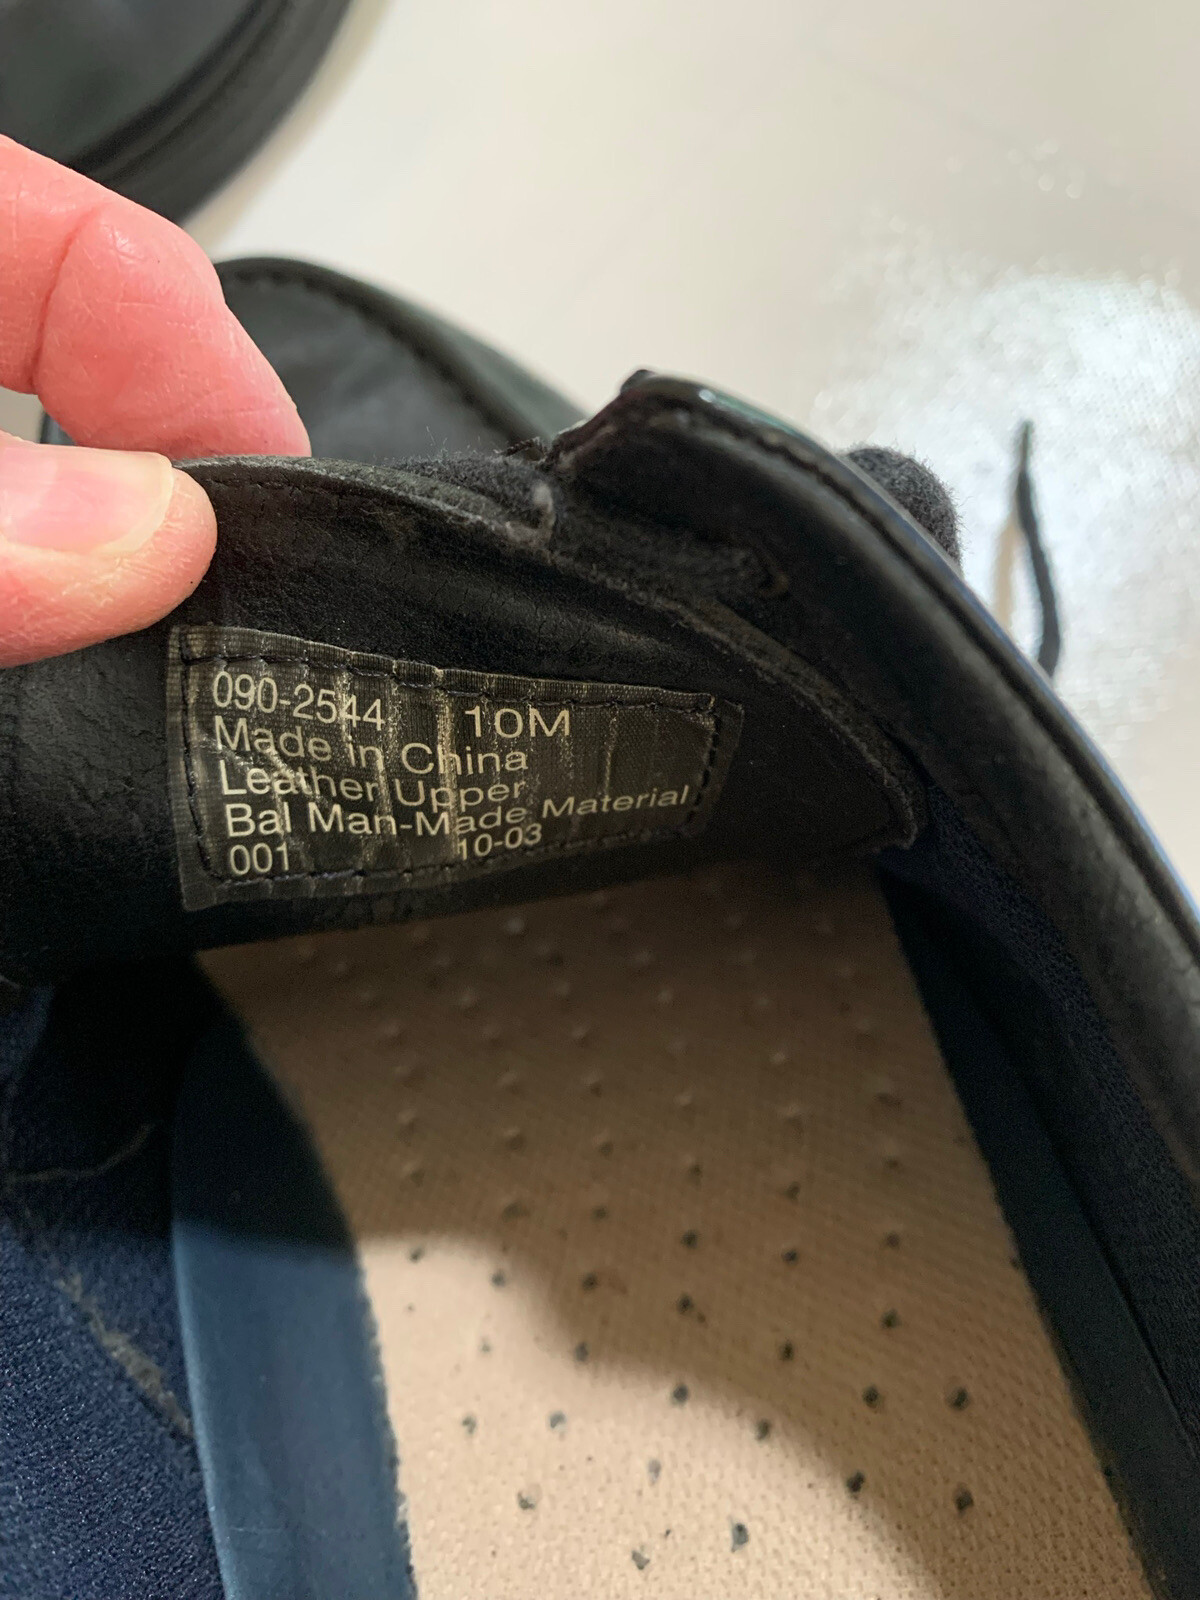 090-2544 10M
Made in China
Leather Upper
Bal Man-Made Material
001 10-03